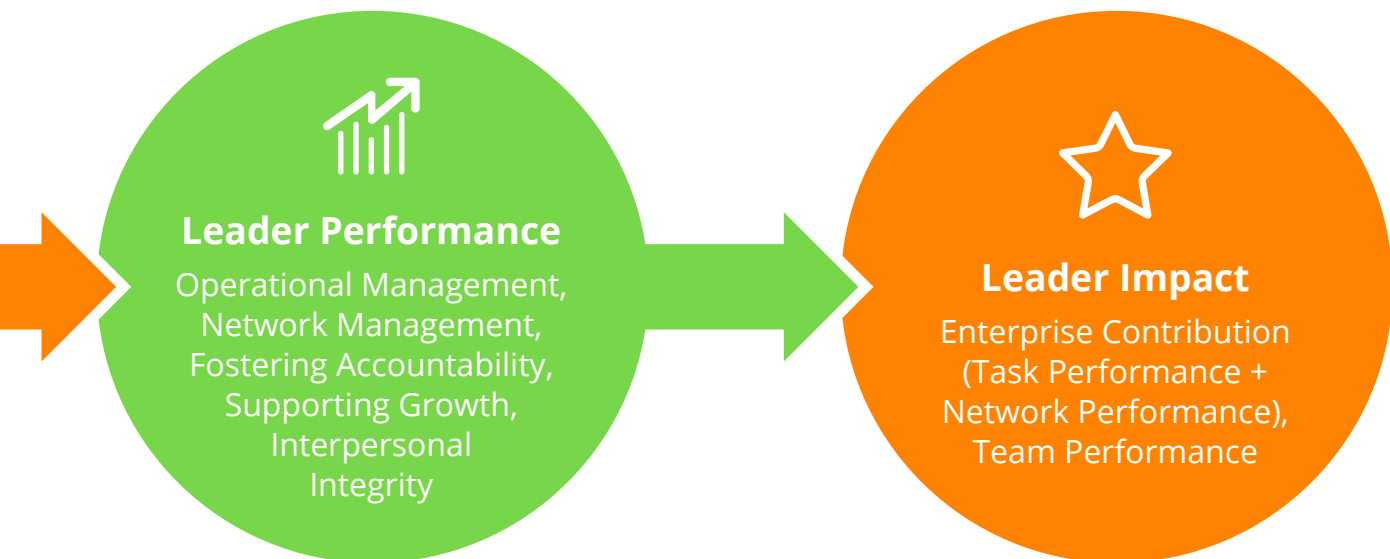 Leader Performance
Operational Management,
Network Management,
Fostering Accountability,
Supporting Growth,
Interpersonal
Integrity
Leader Impact
Enterprise Contribution
(Task Performance +
Network Performance),
Team Performance